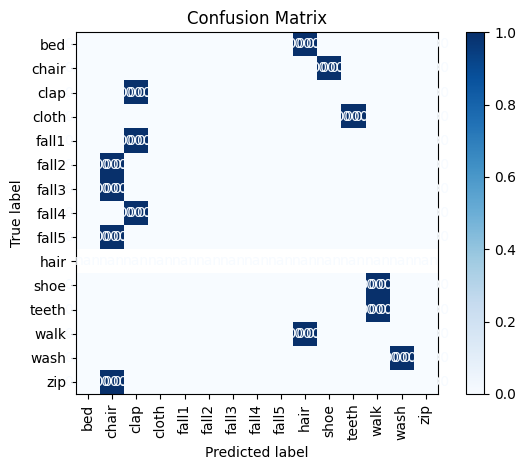 Confusion Matrix
bed
chair
clap
cloth
fall1
fall2
fall3
fall4
fall5
hair
shoe
teeth
walk
wash
zip
True label
bed
chair
clap
cloth
fall1
fall2
fall3
fall4
fall5
hair
shoe
teeth
walk
wash
zip
Predicted label
1.0
0.8
0.6
0.4
0.2
0.0